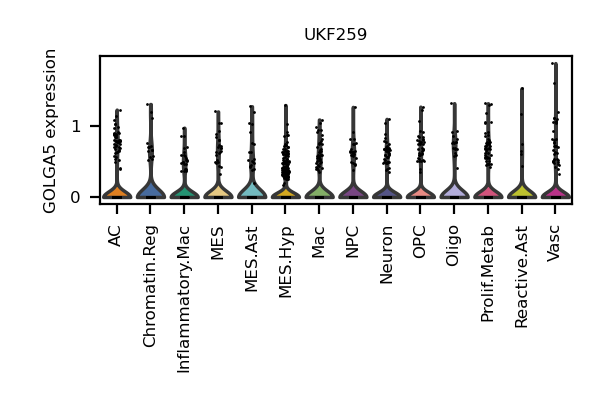 UKF259
GOLGA5 expression
1
0
AC
Chromatin.Reg
Inflammatory.Mac
MES
MES.Ast
MES.Hyp
Mac
NPC
Neuron
OPC
Oligo
Prolif.Metab
Reactive.Ast
Vasc